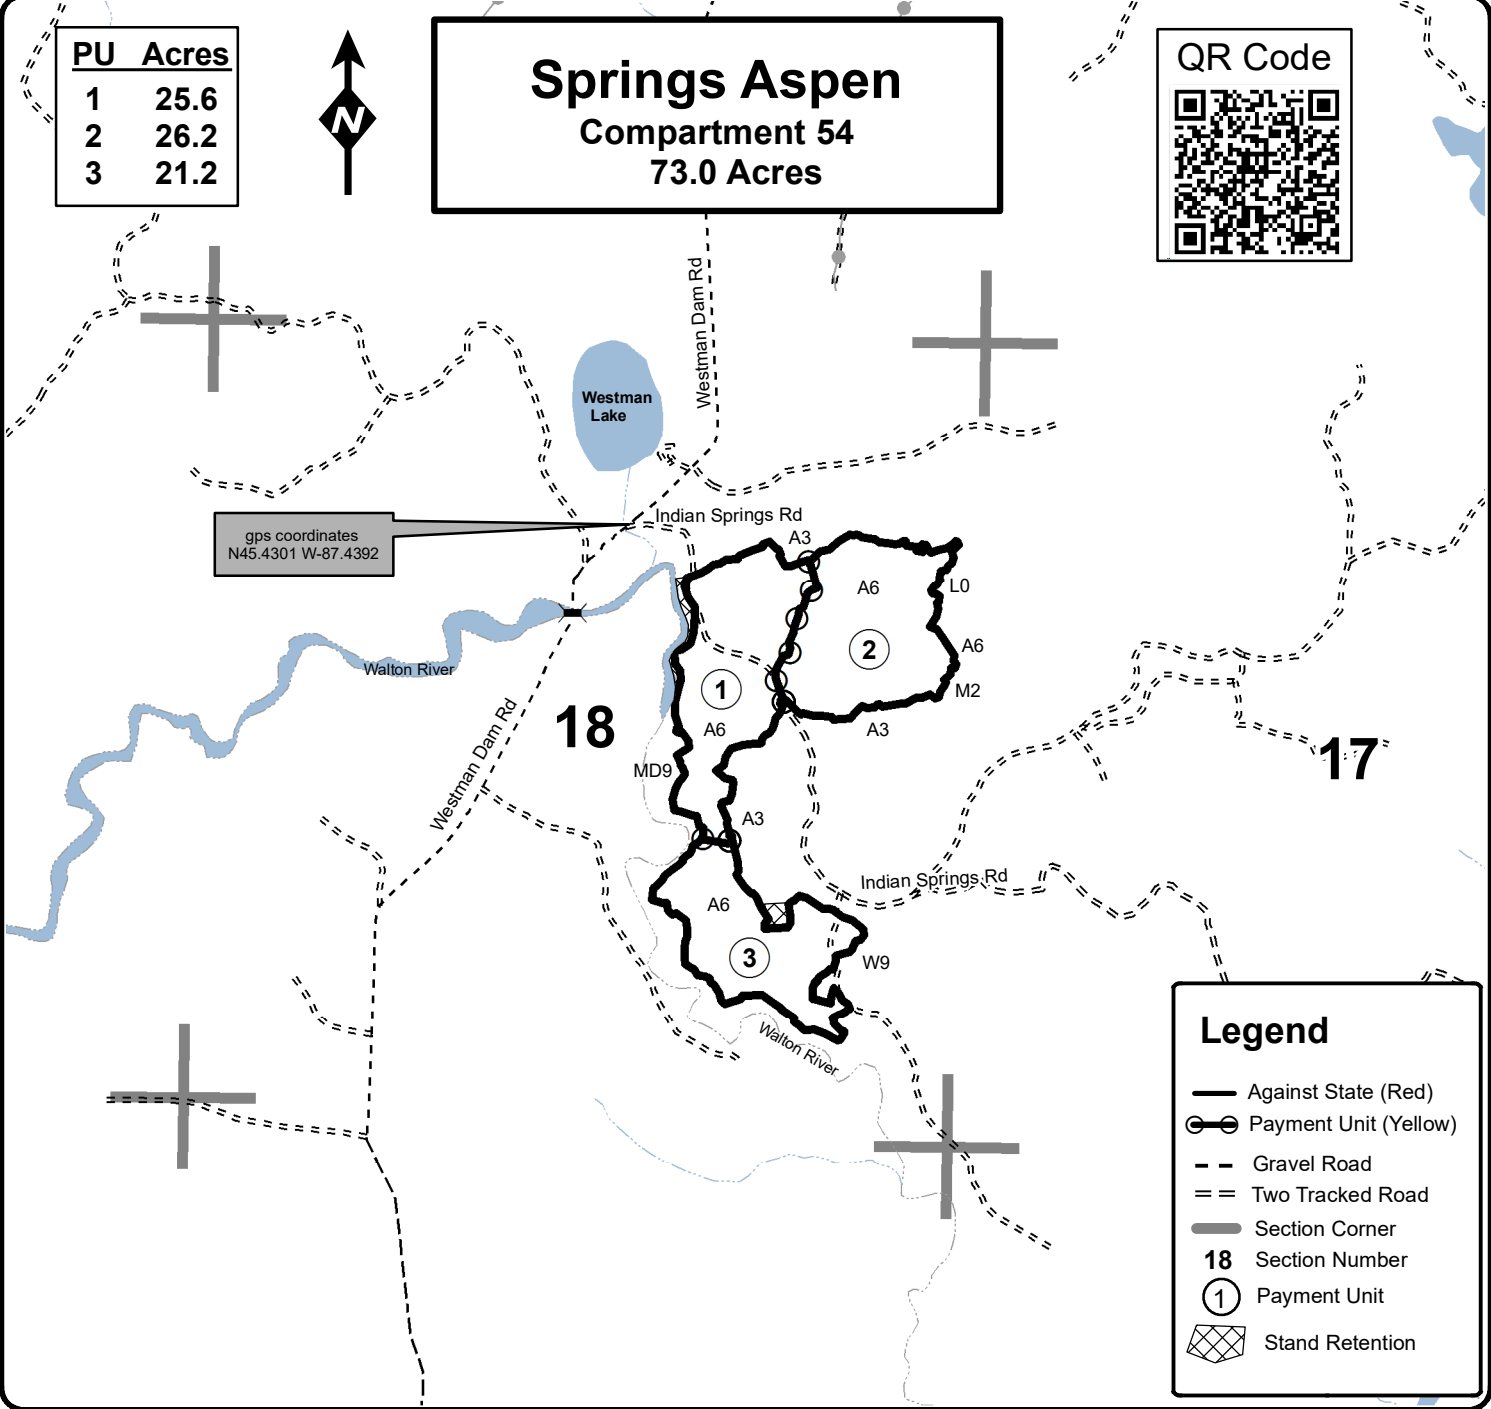 PU Acres
1 25.6
2 26.2
3 21.2
N
Springs Aspen
Compartment 54
73.0 Acres
QR Code
Westman Dam Rd
Westman
Lake
Indian Springs Rd
gps coordinates
N45.4301 W-87.4392
A3
A6
L0
2
A6
M2
A3
Walton River
1
A6
18
MD9
17
Westman Dam Rd
A3
Indian Springs Rd
A6
3
W9
Walton River
Legend
Against State (Red)
Payment Unit (Yellow)
Gravel Road
Two Tracked Road
Section Corner
18 Section Number
1 Payment Unit
Stand Retention